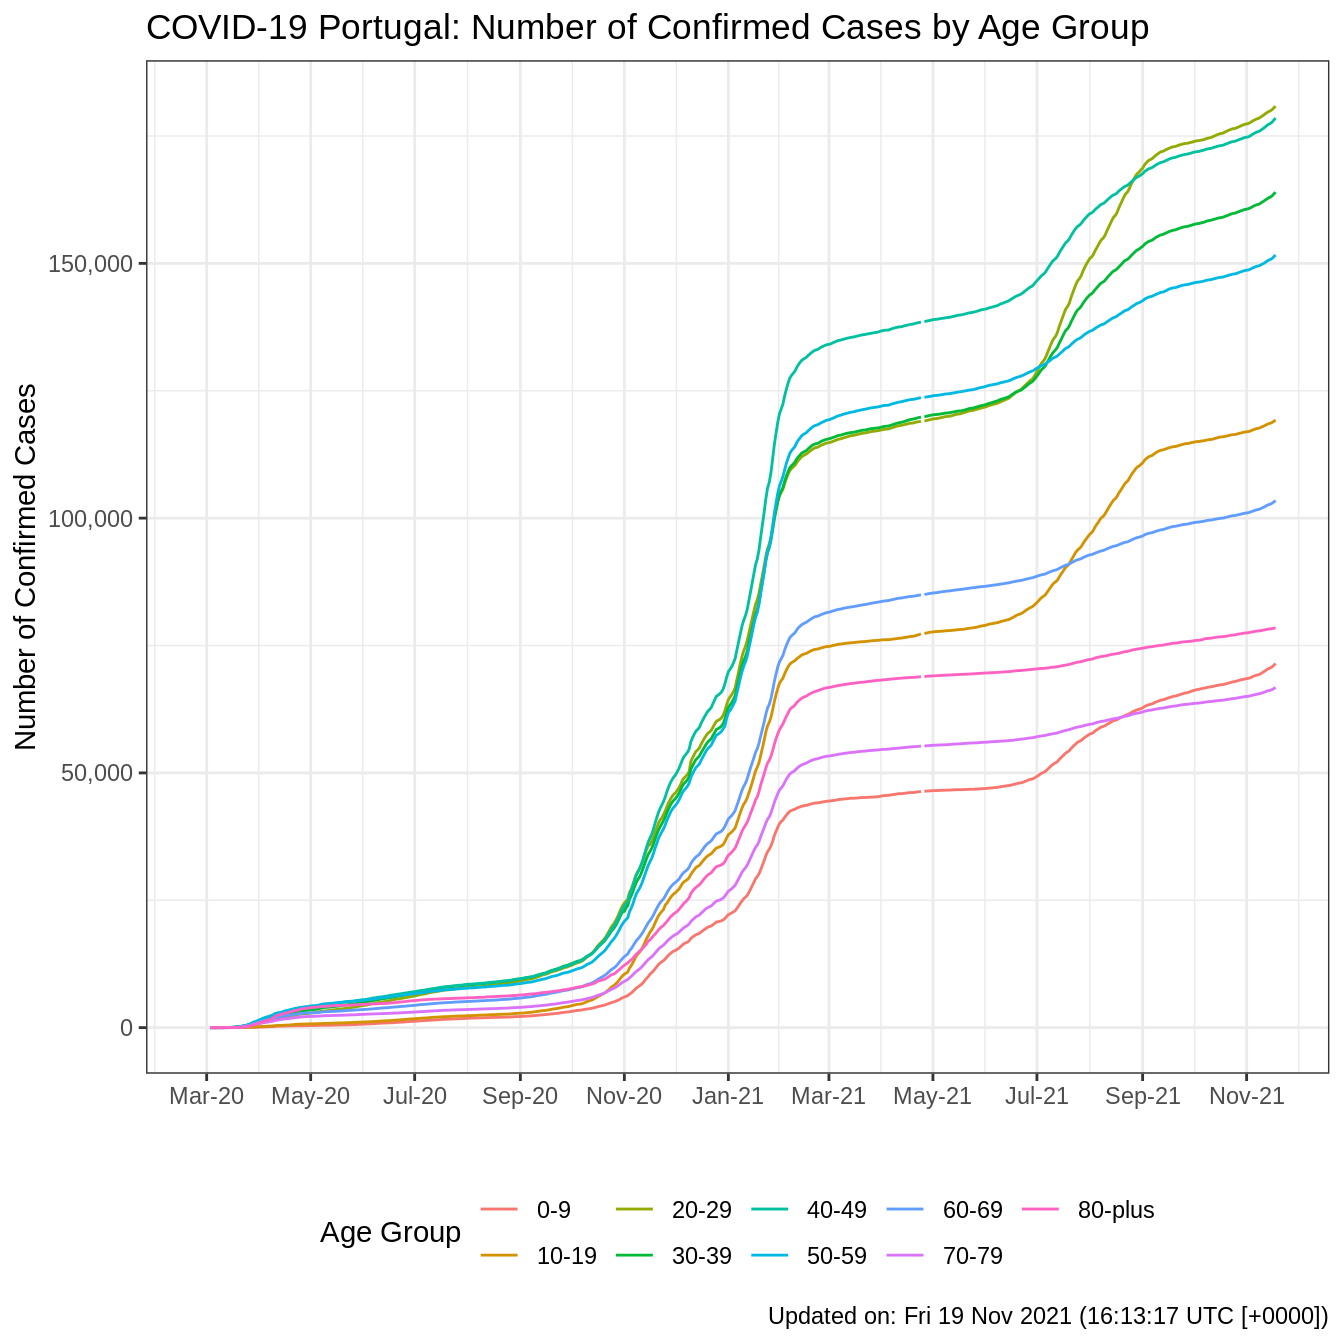 COVID-19 Portugal: Number of Confirmed Cases by Age Group
Number of Confirmed Cases
150,000
100,000
50,000
0
Mar-20 May-20 Jul-20 Sep-20 Nov-20 Jan-21 Mar-21 May-21 Jul-21 Sep-21 Nov-21
Age Group
0-9 20-29 40-49 60-69 80-plus
10-19 30-39 50-59 70-79
Updated on: Fri 19 Nov 2021 (16:13:17 UTC [+0000])